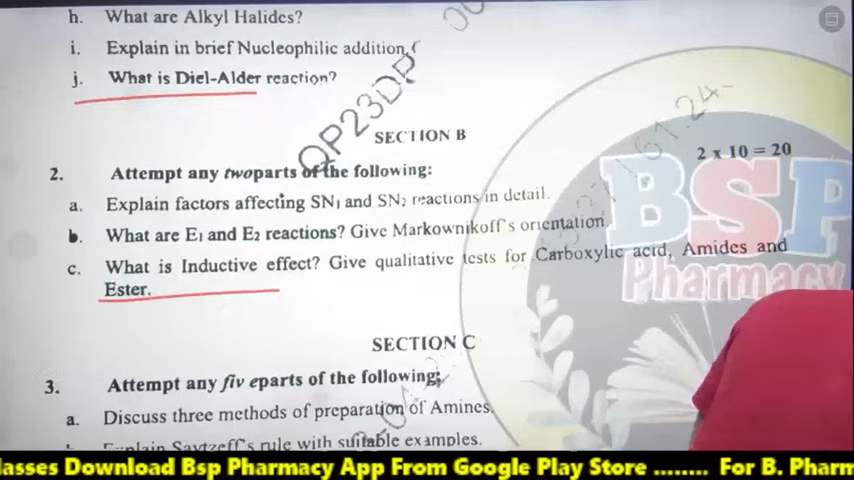 h. What are Alkyl Halides?
i. Explain in brief Nucleophilic addition.
j. What is Diel-Alder reaction?
QP23DP
SECTION B
2 x 10 = 20
2. Attempt any twoparts of the following:
a. Explain factors affecting SN1 and SN2 reactions in detail.
b. What are E1 and E2 reactions? Give Markownikoff's orientation.
c. What is Inductive effect? Give qualitative tests for Carboxylic acid, Amides and
Ester.
BSP
Pharmacy
SECTION C
3. Attempt any fiv eparts of the following:
a. Discuss three methods of preparation of Amines.
Explain Saytzeff's rule with suitable examples.
lasses Download Bsp Pharmacy App From Google Play Store ........ For B. Pharm